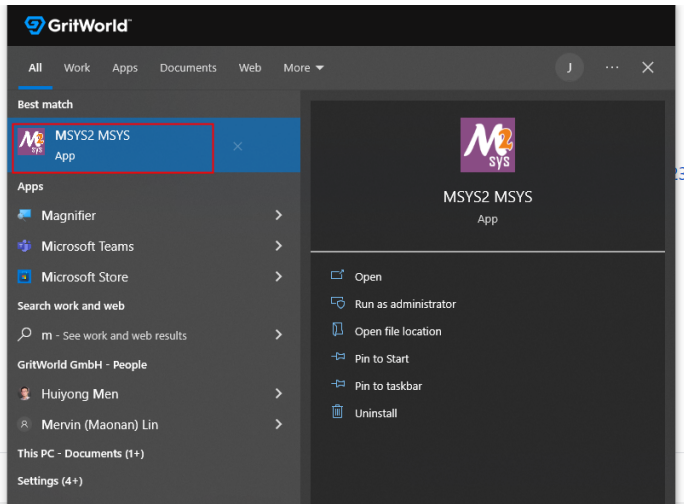 GritWorld
All Work Apps Documents Web More J ...
Best match
MSYS2 MSYS
App
Apps
Magnifier
Microsoft Teams
Microsoft Store
Search work and web
m - See work and web results
GritWorld GmbH - People
Huiyong Men
Mervin (Maonan) Lin
This PC - Documents (1+)
Settings (4+)
M2
sys
MSYS2 MSYS
App
Open
Run as administrator
Open file location
Pin to Start
Pin to taskbar
Uninstall